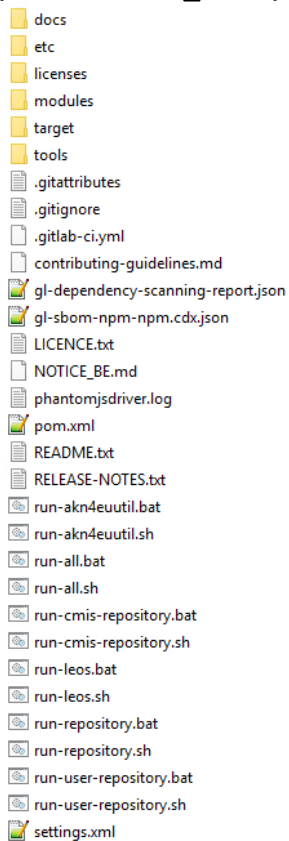 docs
etc
licenses
modules
target
tools
.gitattributes
.gitignore
.gitlab-ci.yml
contributing-guidelines.md
gl-dependency-scanning-report.json
gl-sbom-npm-npm.cdx.json
LICENCE.txt
NOTICE_BE.md
phantomjsdriver.log
pom.xml
README.txt
RELEASE-NOTES.txt
run-akn4euutil.bat
run-akn4euutil.sh
run-all.bat
run-all.sh
run-cmis-repository.bat
run-cmis-repository.sh
run-leos.bat
run-leos.sh
run-repository.bat
run-repository.sh
run-user-repository.bat
run-user-repository.sh
settings.xml